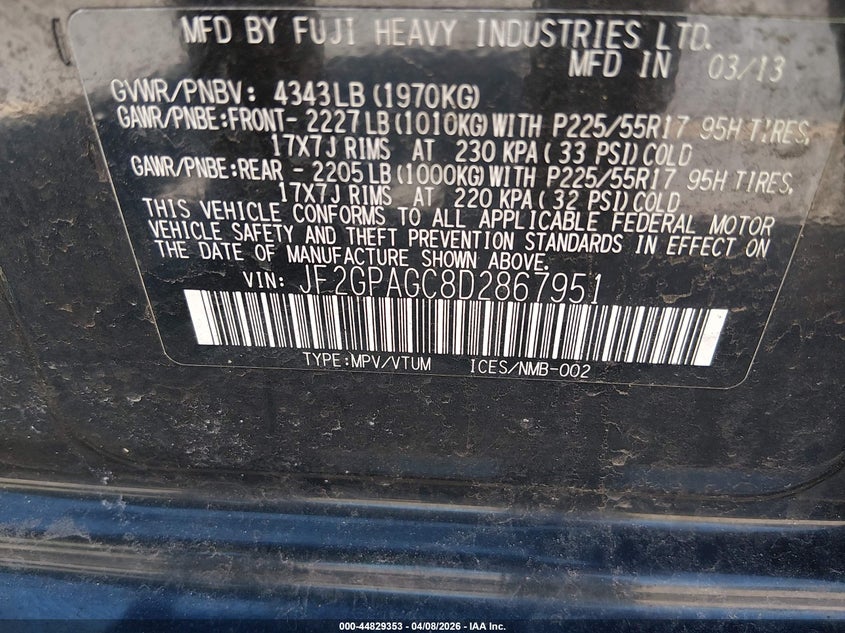 MFD BY FUJI HEAVY INDUSTRIES LTD.
MFD IN 03/13
GVWR/PNBV: 4343LB (1970KG)
GAWR/PNBE:FRONT- 2227LB (1010KG) WITH P225/55R17 95H TIRES,
17X7J RIMS AT 230 KPA (33 PSI) COLD
GAWR/PNBE:REAR - 2205LB (1000KG) WITH P225/55R17 95H TIRES,
17X7J RIMS AT 220 KPA (32 PSI) COLD
THIS VEHICLE CONFORMS TO ALL APPLICABLE FEDERAL MOTOR
VEHICLE SAFETY AND THEFT PREVENTION STANDARDS IN EFFECT ON
THE DATE OF MANUFACTURE SHOWN ABOVE.
VIN: JF2GPAGC8D2867951
TYPE:MPV/VTUM ICES/NMB-002
000-44829353 - 04/08/2026 - IAA Inc.